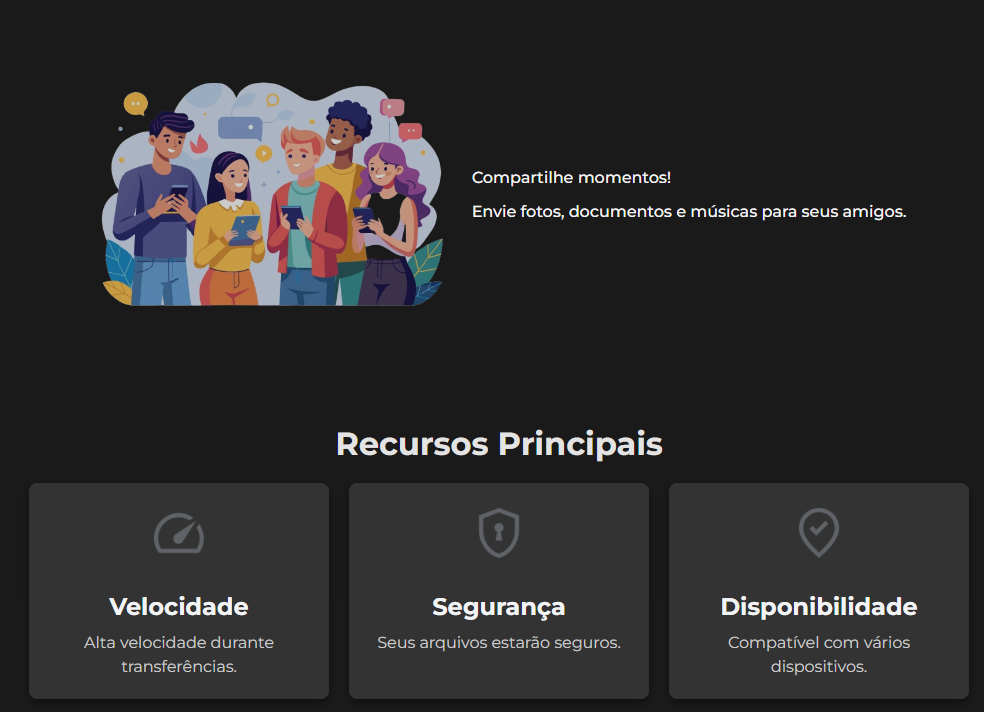 Compartilhe momentos!
Envie fotos, documentos e músicas para seus amigos.
Recursos Principais
Velocidade
Alta velocidade durante
transferências.
Segurança
Seus arquivos estarão seguros.
Disponibilidade
Compatível com vários
dispositivos.